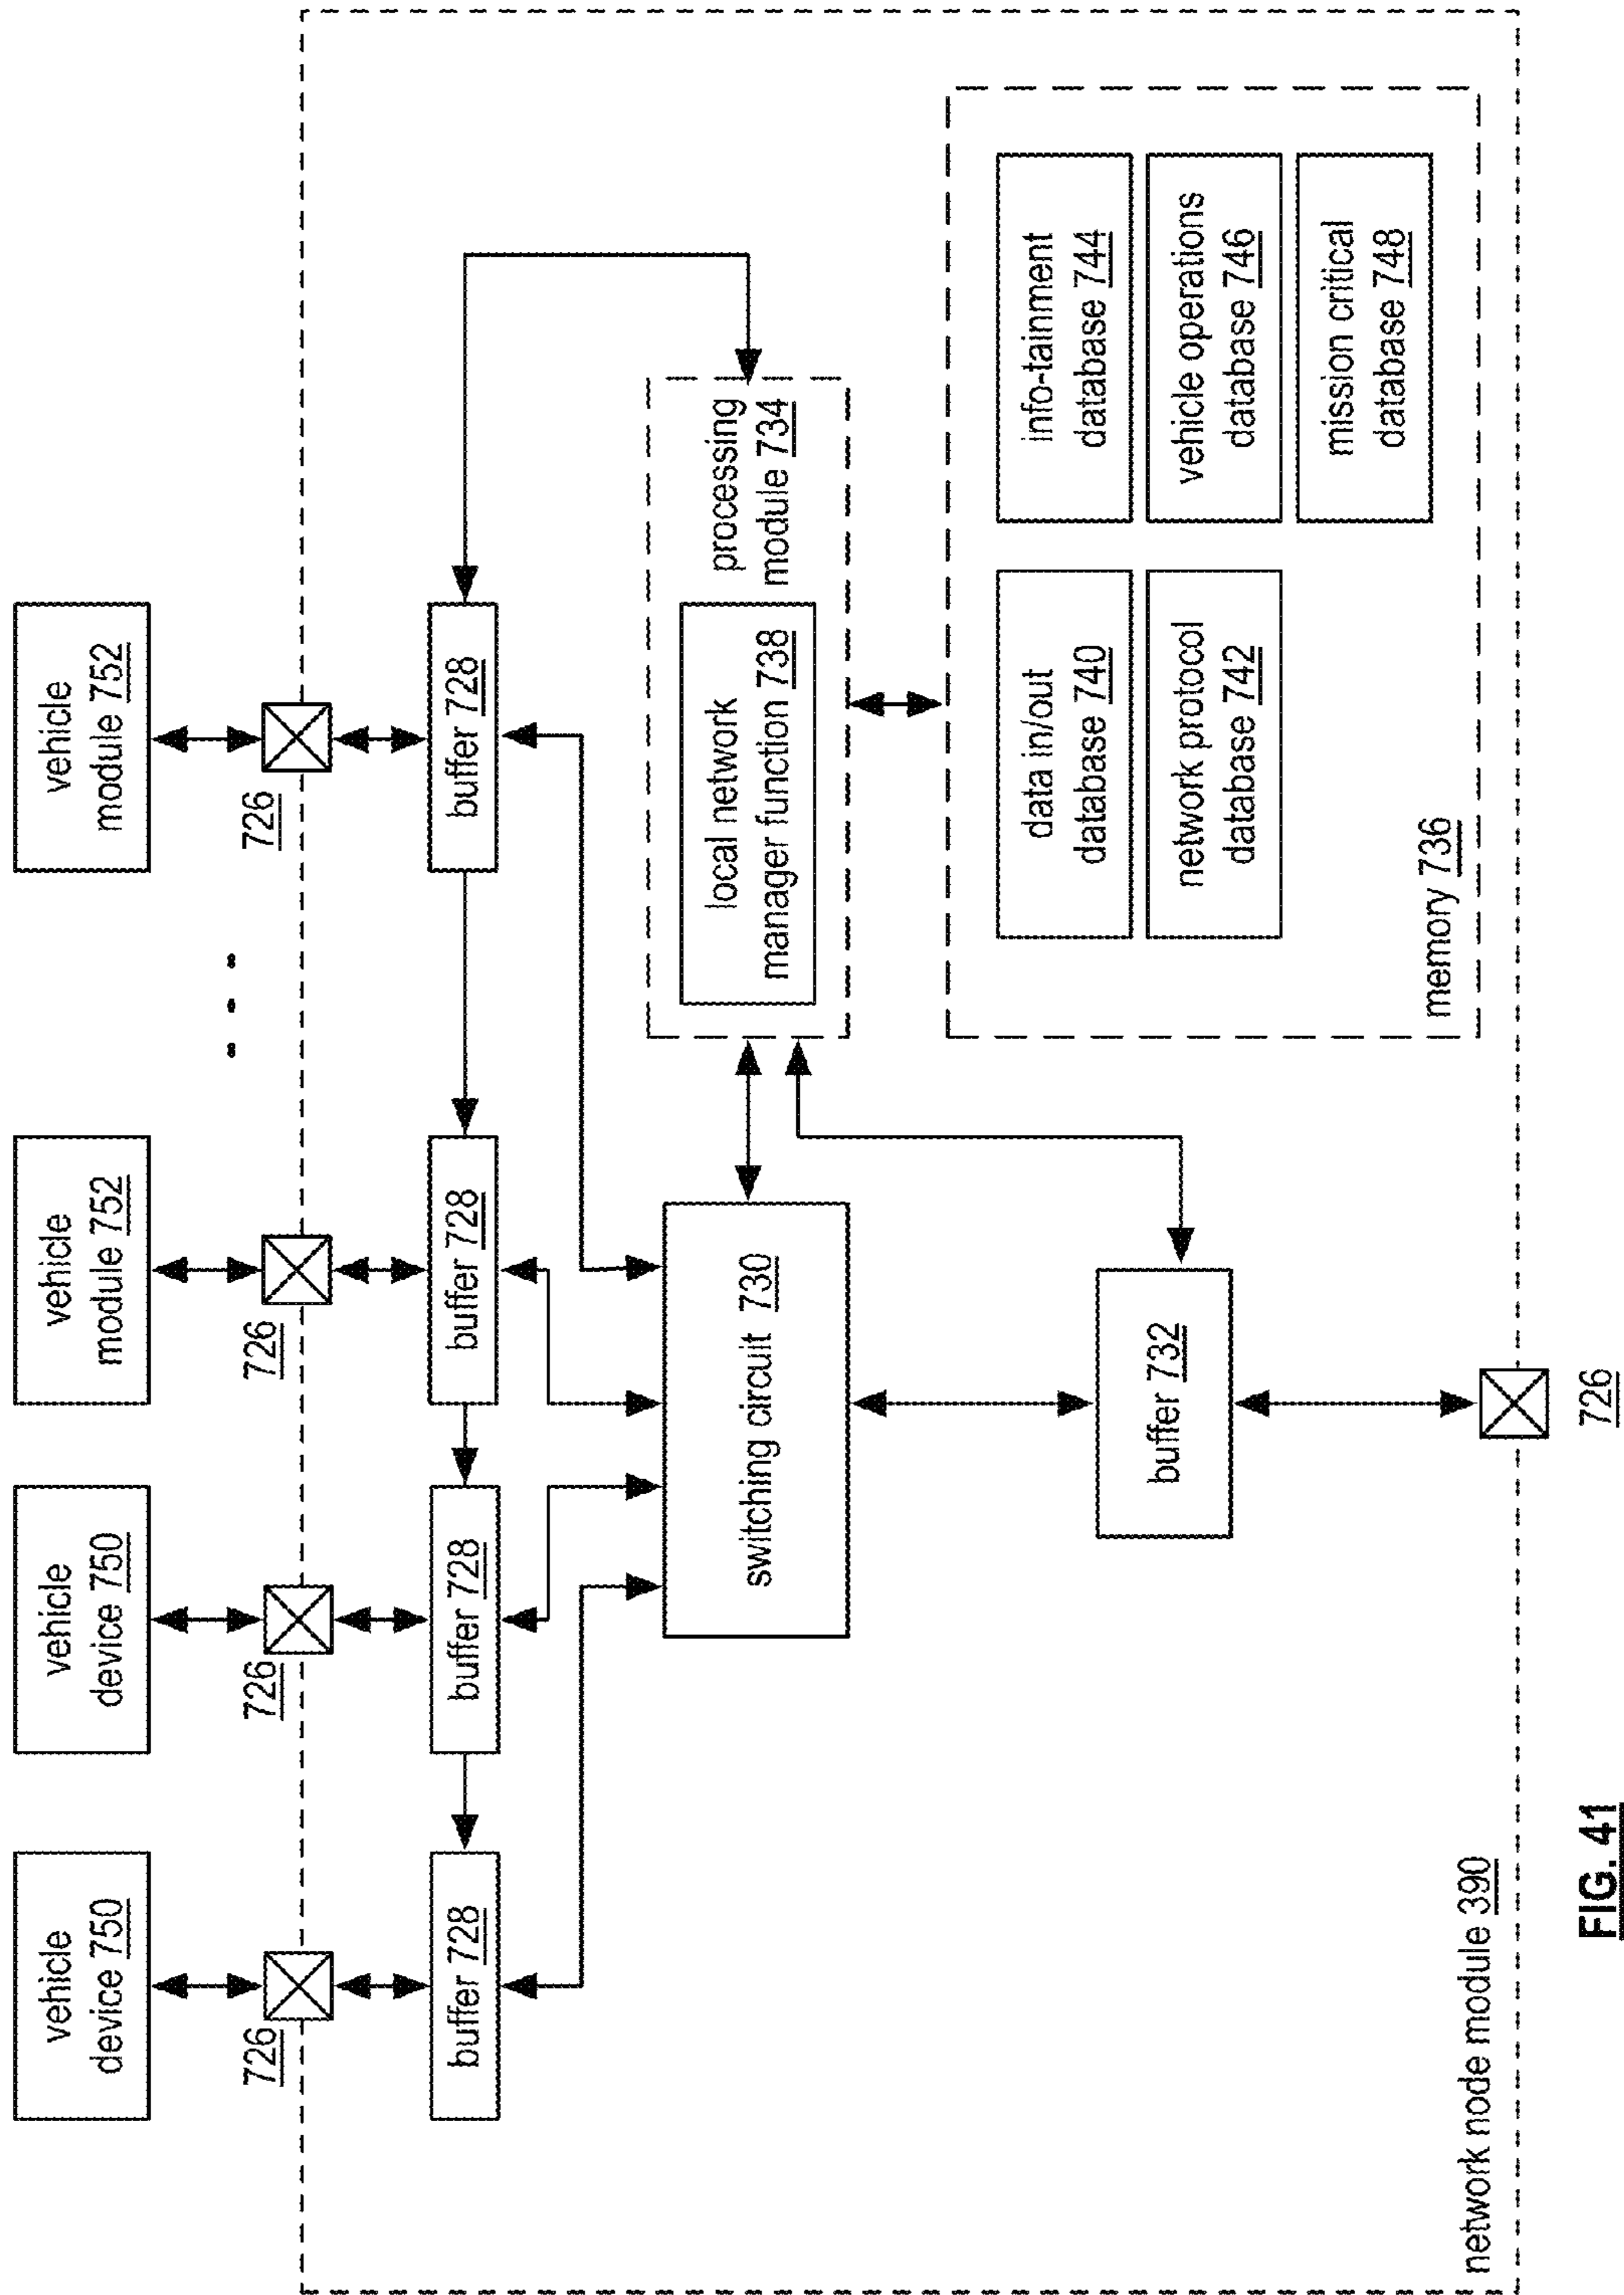 vehicle
device 750
vehicle
device 750
vehicle
module 752
vehicle
module 752
726
726
726
726
buffer 728
buffer 728
buffer 728
buffer 728
switching circuit 730
local network
manager function 738
processing
module 734
buffer 732
data in/out
database 740
info-tainment
database 744
network protocol
database 742
vehicle operations
database 746
mission critical
database 748
memory 736
network node module 390
726
FIG. 41